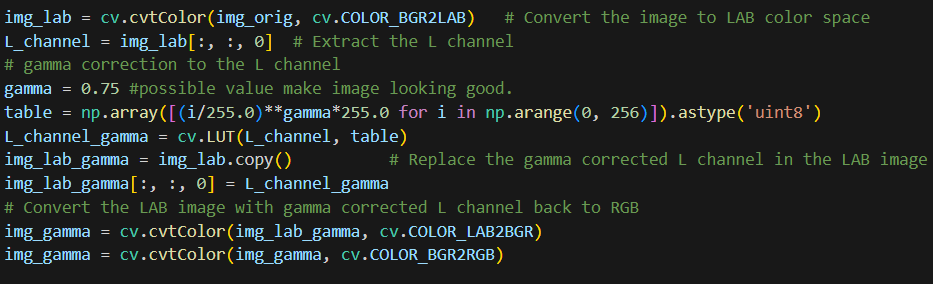 img_lab = cv.cvtColor(img_orig, cv.COLOR_BGR2LAB)   # Convert the image to LAB color space
L_channel = img_lab[:, :, 0]  # Extract the L channel
# gamma correction to the L channel
gamma = 0.75 #possible value make image looking good.
table = np.array([(i/255.0)**gamma*255.0 for i in np.arange(0, 256)]).astype('uint8')
L_channel_gamma = cv.LUT(L_channel, table)
img_lab_gamma = img_lab.copy()          # Replace the gamma corrected L channel in the LAB image
img_lab_gamma[:, :, 0] = L_channel_gamma
# Convert the LAB image with gamma corrected L channel back to RGB
img_gamma = cv.cvtColor(img_lab_gamma, cv.COLOR_LAB2BGR)
img_gamma = cv.cvtColor(img_gamma, cv.COLOR_BGR2RGB)